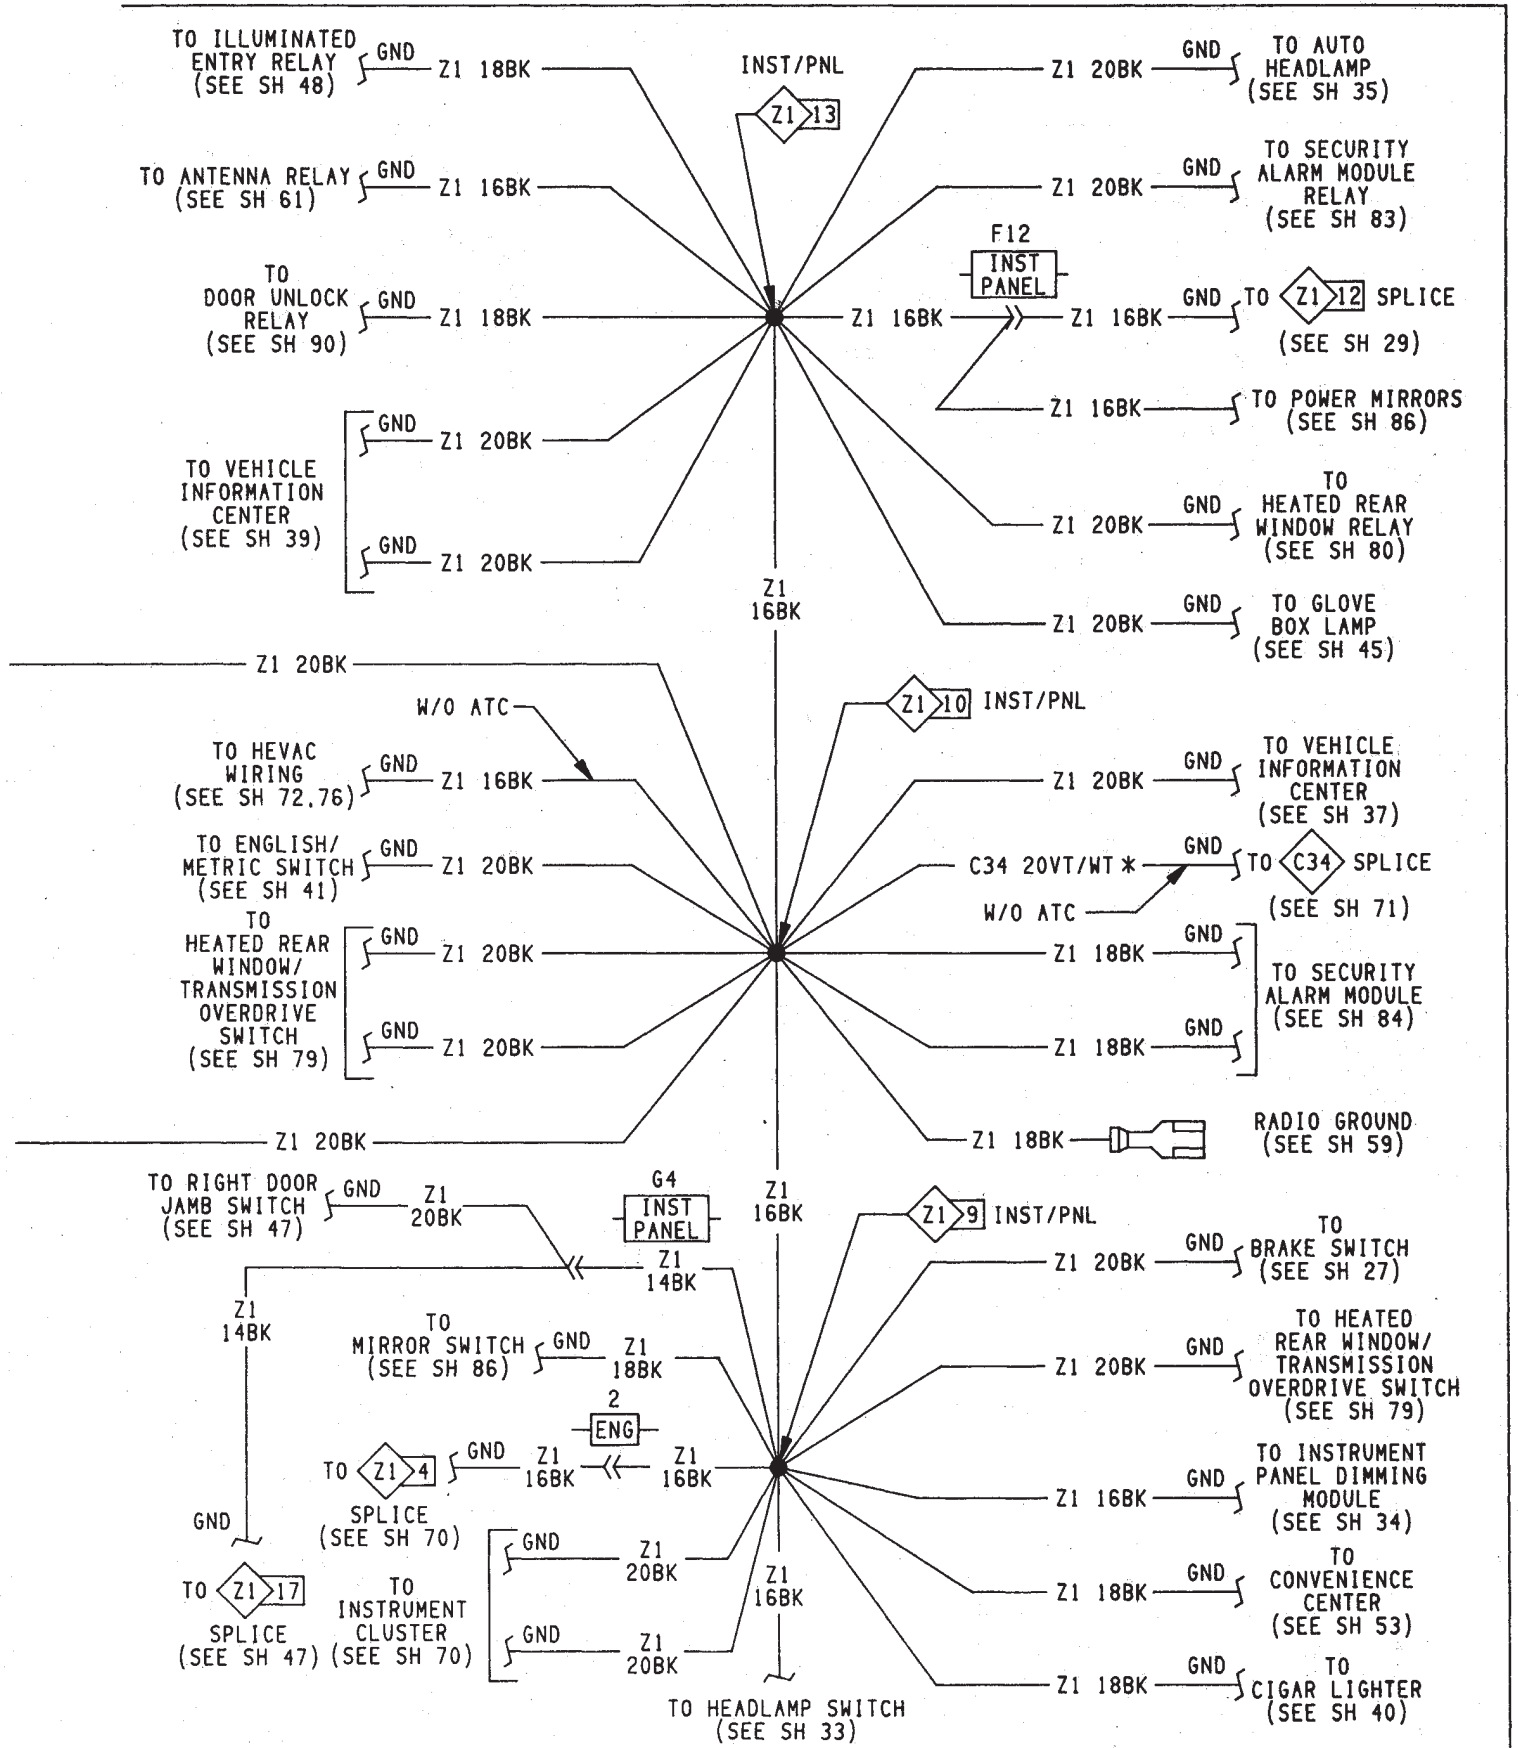 TO ILLUMINATED
ENTRY RELAY
(SEE SH 48)
GND
Z1 18BK
INST/PNL
Z1 13
Z1 20BK
GND
TO AUTO
HEADLAMP
(SEE SH 35)
TO ANTENNA RELAY
(SEE SH 61)
GND
Z1 16BK
Z1 20BK
GND
TO SECURITY
ALARM MODULE
RELAY
(SEE SH 83)
F12
INST
PANEL
TO
DOOR UNLOCK
RELAY
(SEE SH 90)
GND
Z1 18BK
Z1 16BK
Z1 16BK
GND
TO Z1 12 SPLICE
(SEE SH 29)
Z1 16BK
TO POWER MIRRORS
(SEE SH 86)
TO VEHICLE
INFORMATION
CENTER
(SEE SH 39)
GND
Z1 20BK
GND
Z1 20BK
Z1 20BK
GND
TO
HEATED REAR
WINDOW RELAY
(SEE SH 80)
Z1
16BK
Z1 20BK
GND
TO GLOVE
BOX LAMP
(SEE SH 45)
Z1 20BK
W/O ATC
Z1 10 INST/PNL
TO HEVAC
WIRING
(SEE SH 72,76)
GND
Z1 16BK
Z1 20BK
GND
TO VEHICLE
INFORMATION
CENTER
(SEE SH 37)
TO ENGLISH/
METRIC SWITCH
(SEE SH 41)
GND
Z1 20BK
C34 20VT/WT *
GND
TO C34 SPLICE
(SEE SH 71)
W/O ATC
TO
HEATED REAR
WINDOW/
TRANSMISSION
OVERDRIVE
SWITCH
(SEE SH 79)
GND
Z1 20BK
GND
Z1 20BK
Z1 18BK
GND
Z1 18BK
GND
TO SECURITY
ALARM MODULE
(SEE SH 84)
Z1 20BK
Z1 18BK
RADIO GROUND
(SEE SH 59)
TO RIGHT DOOR
JAMB SWITCH
(SEE SH 47)
GND
Z1
20BK
G4
INST
PANEL
Z1
16BK
Z1 9 INST/PNL
Z1
14BK
Z1 20BK
GND
TO
BRAKE SWITCH
(SEE SH 27)
Z1
14BK
TO
MIRROR SWITCH
(SEE SH 86)
GND
Z1
18BK
Z1 20BK
GND
TO HEATED
REAR WINDOW/
TRANSMISSION
OVERDRIVE SWITCH
(SEE SH 79)
2
ENG
TO Z1 4
SPLICE
(SEE SH 70)
GND
Z1
16BK
Z1
16BK
Z1 16BK
GND
TO INSTRUMENT
PANEL DIMMING
MODULE
(SEE SH 34)
GND
TO Z1 17
SPLICE
(SEE SH 47)
TO
INSTRUMENT
CLUSTER
(SEE SH 70)
GND
Z1
20BK
GND
Z1
20BK
Z1
16BK
Z1 18BK
GND
TO
CONVENIENCE
CENTER
(SEE SH 53)
Z1 18BK
GND
TO
CIGAR LIGHTER
(SEE SH 40)
TO HEADLAMP SWITCH
(SEE SH 33)